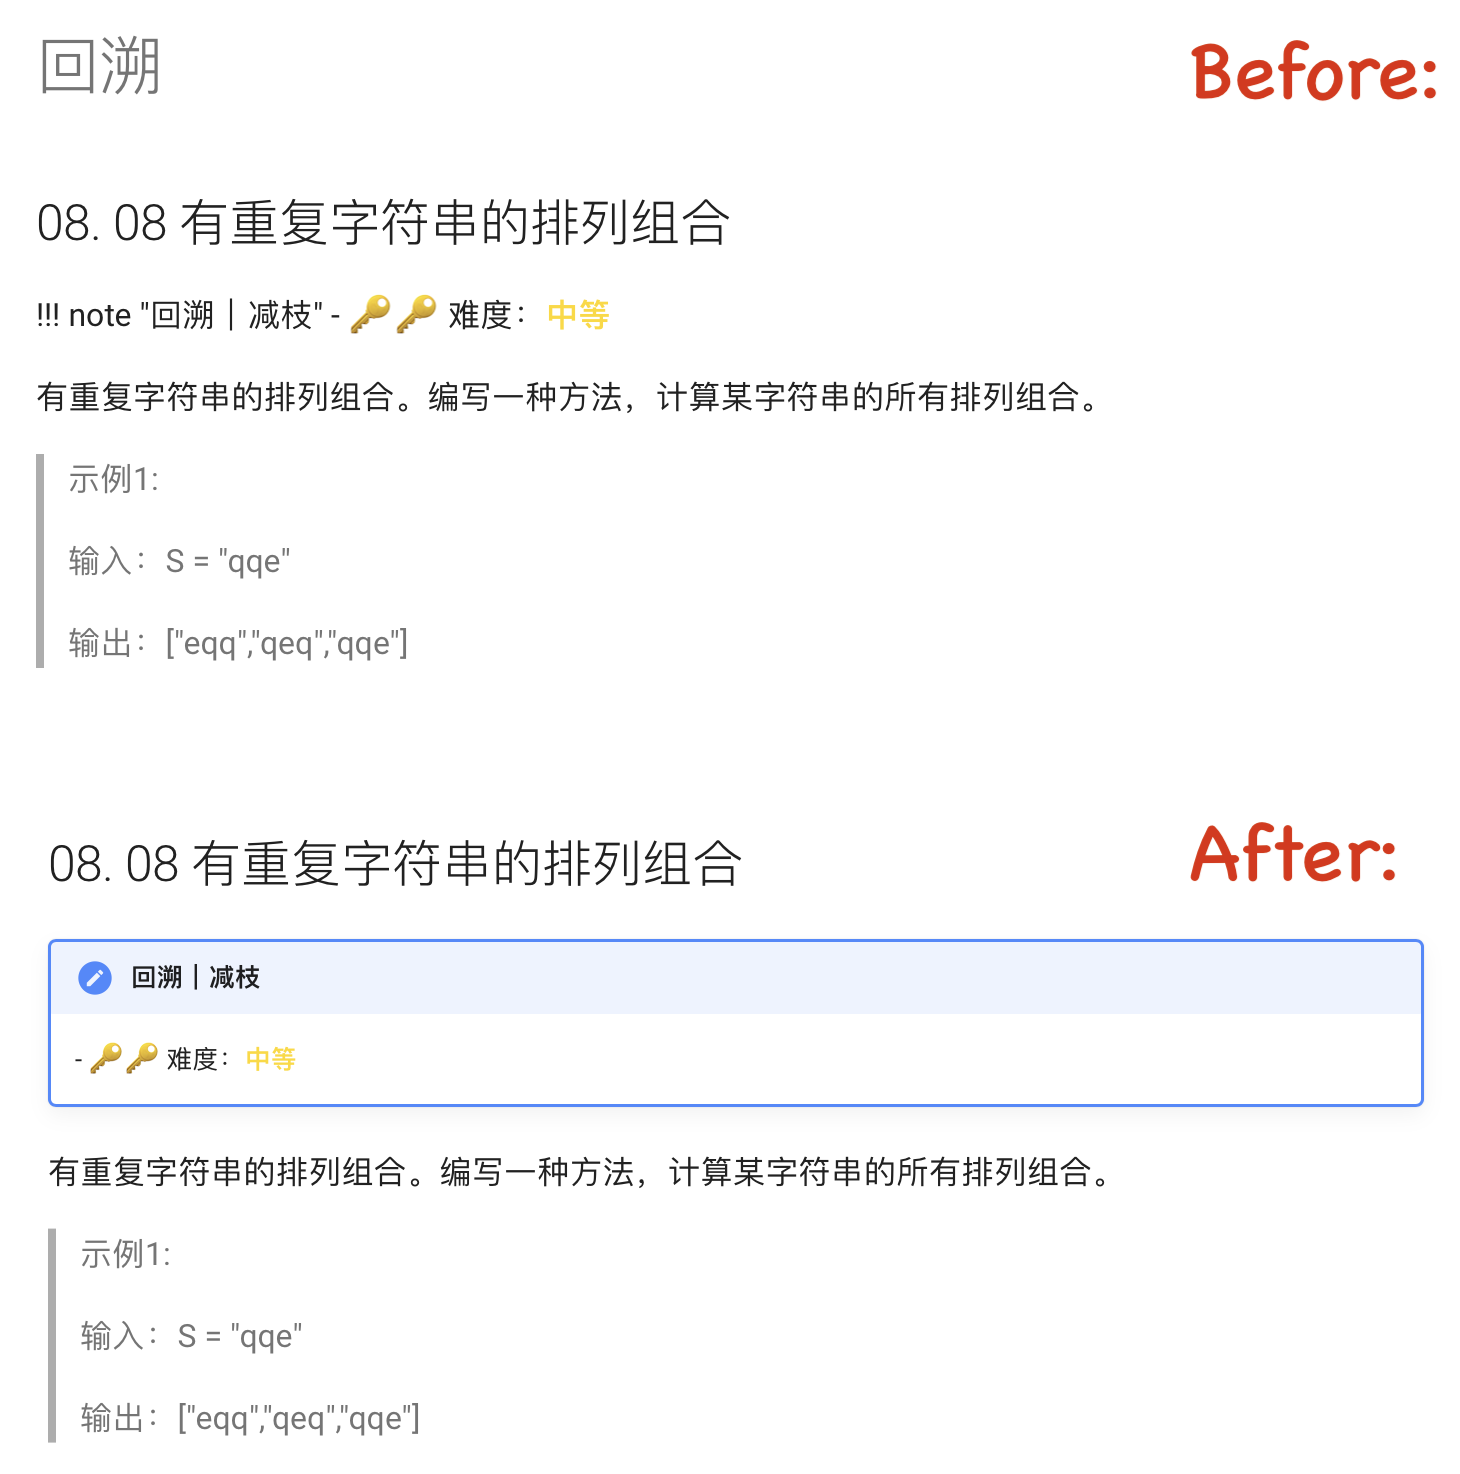 回溯
Before:
08. 08 有重复字符串的排列组合
!!! note "回溯｜减枝" - 🔑🔑 难度：中等
有重复字符串的排列组合。编写一种方法，计算某字符串的所有排列组合。
示例1:
输入：S = "qqe"
输出：["eqq","qeq","qqe"]
08. 08 有重复字符串的排列组合
After:
回溯｜减枝
- 🔑🔑 难度：中等
有重复字符串的排列组合。编写一种方法，计算某字符串的所有排列组合。
示例1:
输入：S = "qqe"
输出：["eqq","qeq","qqe"]